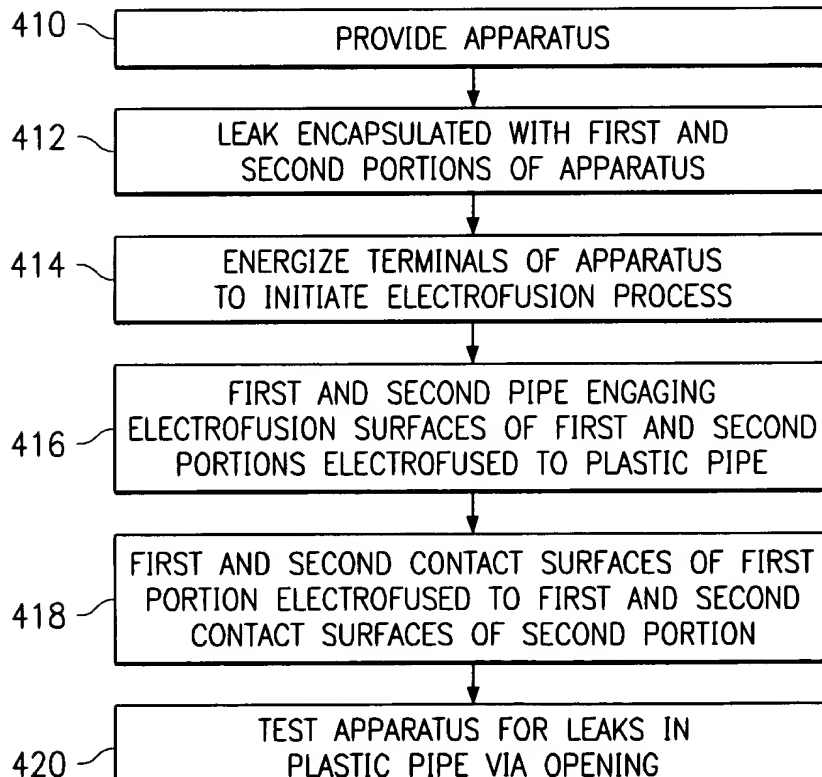 410
PROVIDE APPARATUS
412
LEAK ENCAPSULATED WITH FIRST AND
SECOND PORTIONS OF APPARATUS
414
ENERGIZE TERMINALS OF APPARATUS
TO INITIATE ELECTROFUSION PROCESS
416
FIRST AND SECOND PIPE ENGAGING
ELECTROFUSION SURFACES OF FIRST AND SECOND
PORTIONS ELECTROFUSED TO PLASTIC PIPE
418
FIRST AND SECOND CONTACT SURFACES OF FIRST
PORTION ELECTROFUSED TO FIRST AND SECOND
CONTACT SURFACES OF SECOND PORTION
420
TEST APPARATUS FOR LEAKS IN
PLASTIC PIPE VIA OPENING